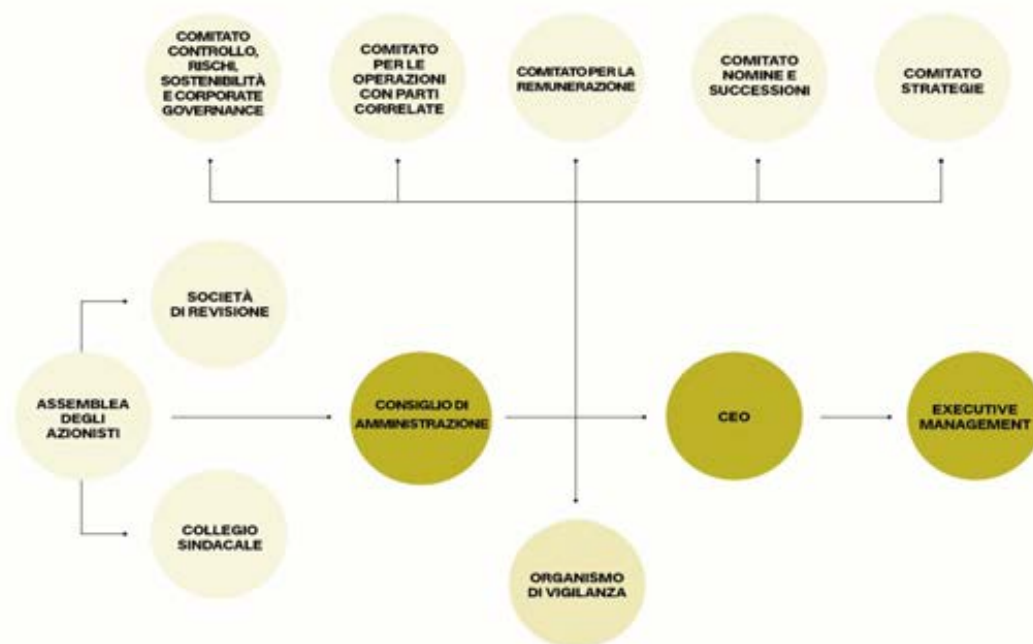 COMITATO
CONTROLLO,
RISCHI,
SOSTENIBILITÀ
E CORPORATE
GOVERNANCE
COMITATO
PER LE
OPERAZIONI
CON PARTI
CORRELATE
COMITATO PER LA
REMUNERAZIONE
COMITATO
NOMINE E
SUCCESSIONI
COMITATO
STRATEGIE
SOCIETÀ
DI REVISIONE
ASSEMBLEA
DEGLI
AZIONISTI
CONSIGLIO DI
AMMINISTRAZIONE
CEO
EXECUTIVE
MANAGEMENT
COLLEGIO
SINDACALE
ORGANISMO
DI VIGILANZA